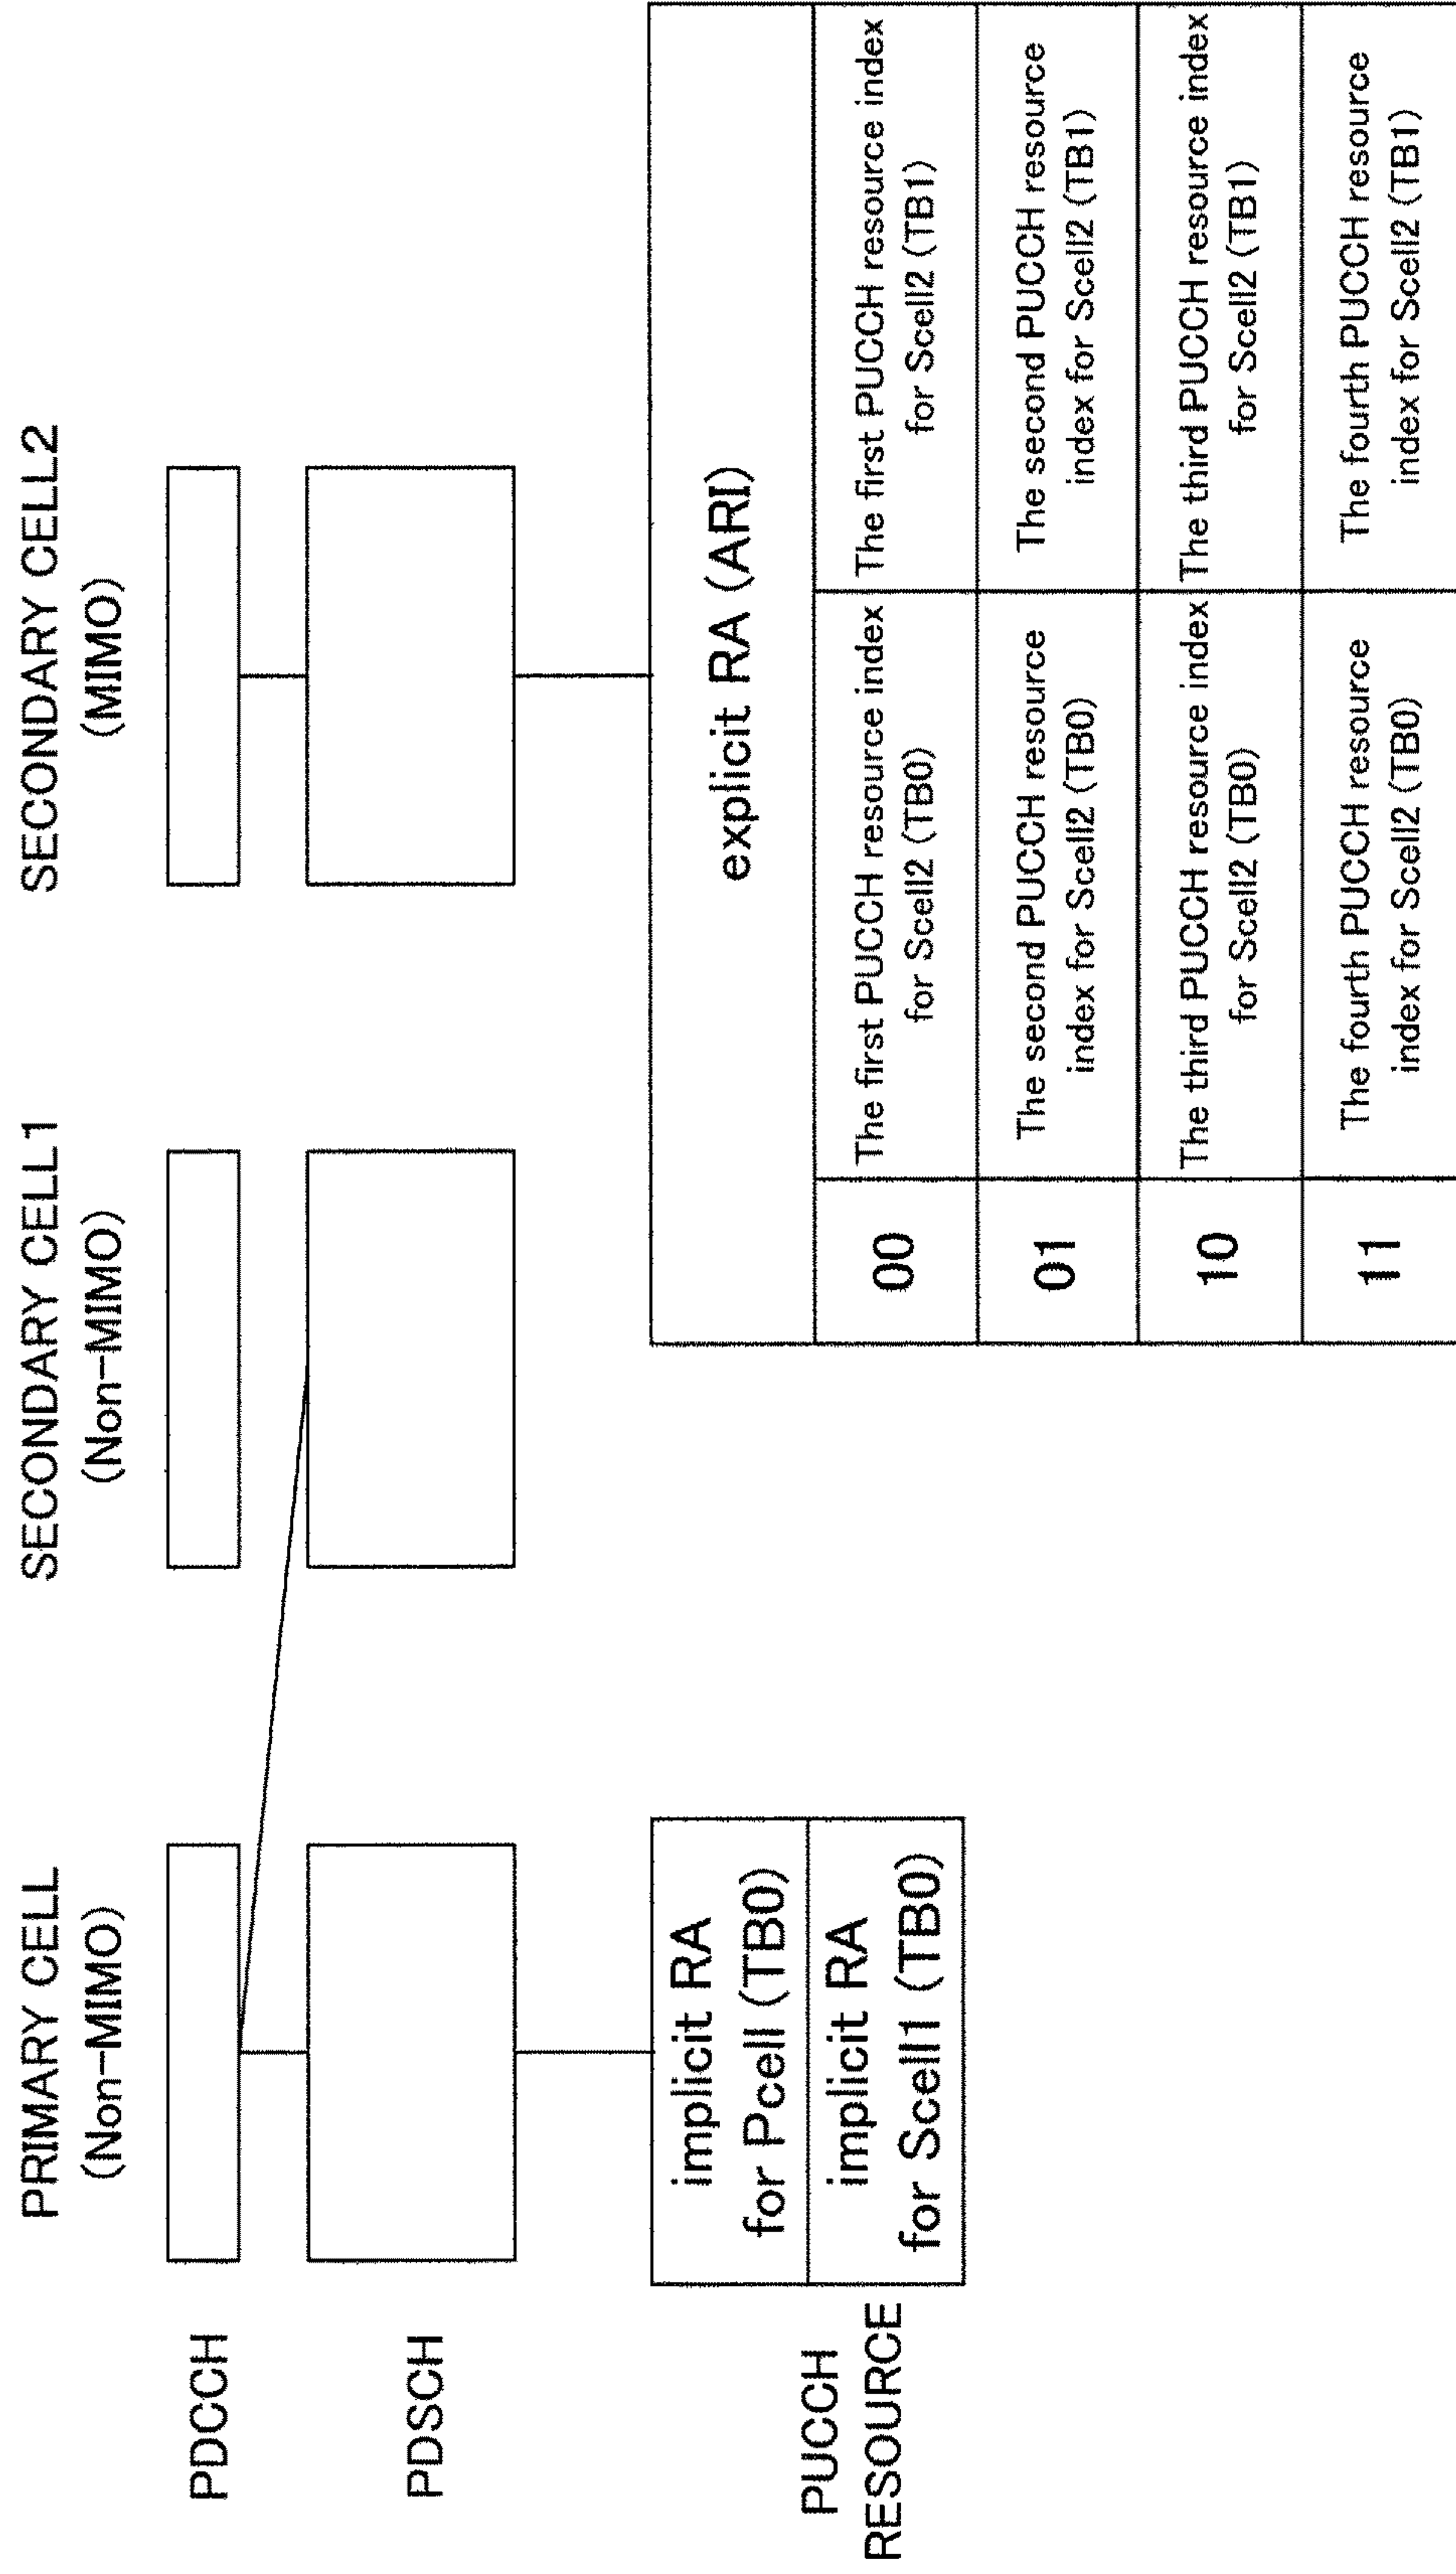 PRIMARY CELL
(Non-MIMO)
SECONDARY CELL1
(Non-MIMO)
SECONDARY CELL2
(MIMO)
PDCCH
PDSCH
PUCCH
RESOURCE
implicit RA
for Pcell (TB0)
implicit RA
for Scell1 (TB0)
explicit RA (ARI)
00
The first PUCCH resource index
for Scell2 (TB0)
The first PUCCH resource index
for Scell2 (TB1)
01
The second PUCCH resource
index for Scell2 (TB0)
The second PUCCH resource
index for Scell2 (TB1)
10
The third PUCCH resource index
for Scell2 (TB0)
The third PUCCH resource index
for Scell2 (TB1)
11
The fourth PUCCH resource
index for Scell2 (TB0)
The fourth PUCCH resource
index for Scell2 (TB1)